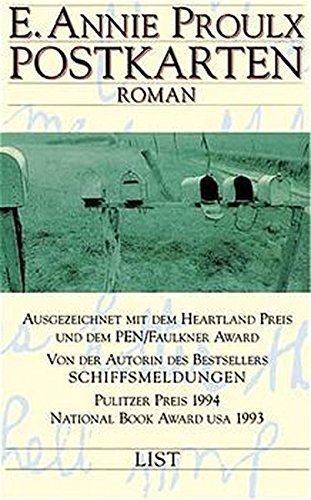 E. ANNIE PROULX
POSTKARTEN
ROMAN
AUSGEZEICHNET MIT DEM HEARTLAND PREIS
UND DEM PEN/FAULKNER AWARD
VON DER AUTORIN DES BESTSELLERS
SCHIFFSMELDUNGEN
PULITZER PREIS 1994
NATIONAL BOOK AWARD USA 1993
LIST